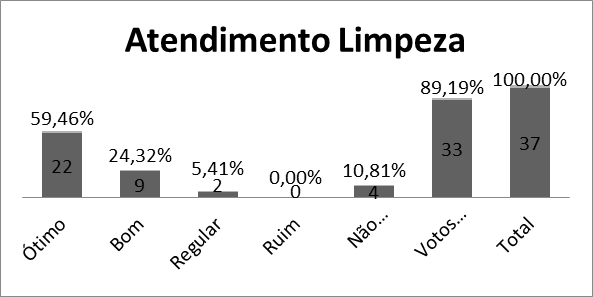 Atendimento Limpeza
59,46%
24,32%
5,41%
0,00%
10,81%
89,19%
100,00%
22
9
2
0
4
33
37
Ótimo
Bom
Regular
Ruim
Não...
Votos...
Total